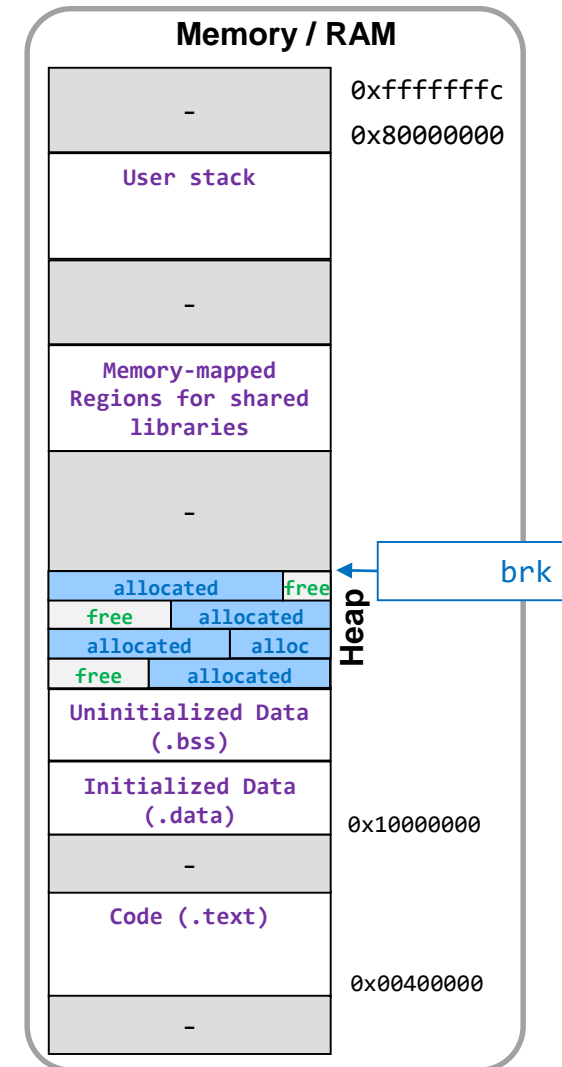 Memory / RAM
-
0xfffffffc
0x80000000
User stack
-
Memory-mapped
Regions for shared
libraries
-
brk
allocated free
free allocated
allocated alloc
free allocated
Heap
Uninitialized Data
(.bss)
Initialized Data
(.data)
0x10000000
-
Code (.text)
0x00400000
-